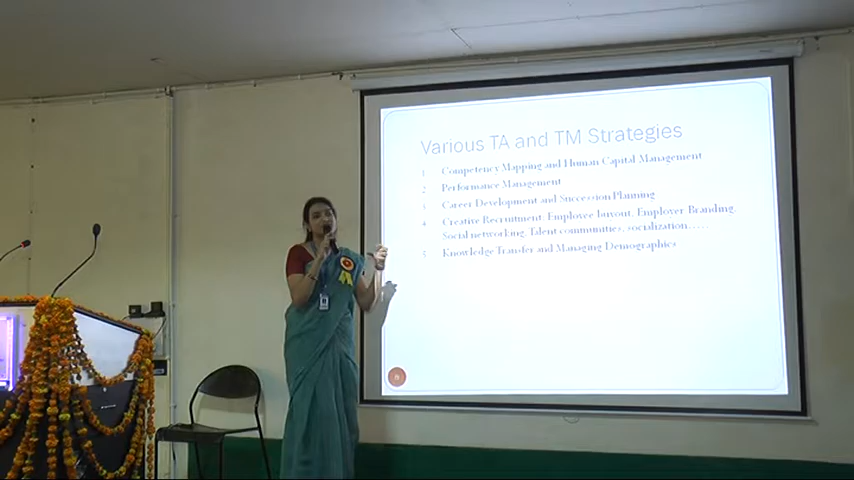 Various TA and TM Strategies
1 Competency Mapping and Human Capital Management
2 Performance Management
3 Career Development and Succession Planning
4 Creative Recruitment: Employee layout, Employer Branding,
Social networking, Talent communities, socialization.....
5 Knowledge Transfer and Managing Demographics